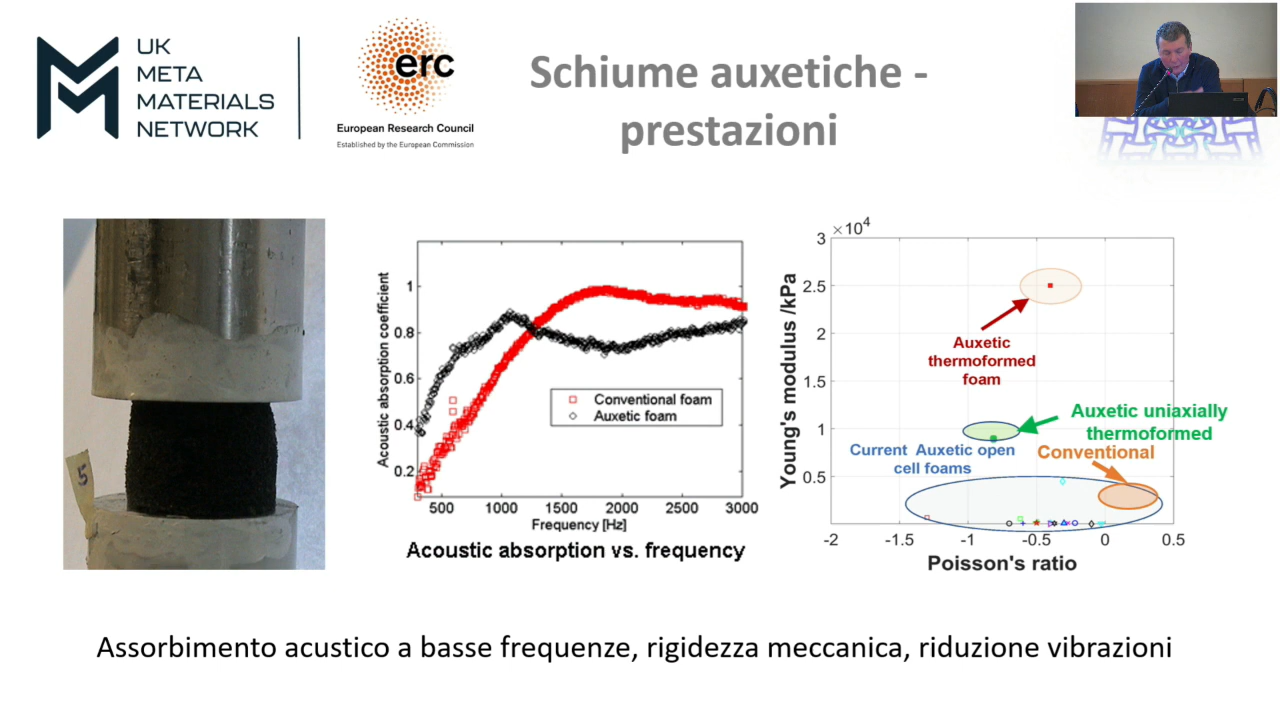 UK
META
MATERIALS
NETWORK
erc
European Research Council
Established by the European Commission
Schiume auxetiche -
prestazioni
5
Acoustic absorption coefficient
1
0.8
0.6
0.4
0.2
Conventional foam
Auxetic foam
500 1000 1500 2000 2500 3000
Frequency [Hz]
Acoustic absorption vs. frequency
×10⁴
Young's modulus /kPa
3
2.5
2
1.5
1
0.5
Auxetic
thermoformed
foam
Auxetic uniaxially
thermoformed
Current Auxetic open
cell foams
Conventional
-2 -1.5 -1 -0.5 0 0.5
Poisson's ratio
Assorbimento acustico a basse frequenze, rigidezza meccanica, riduzione vibrazioni